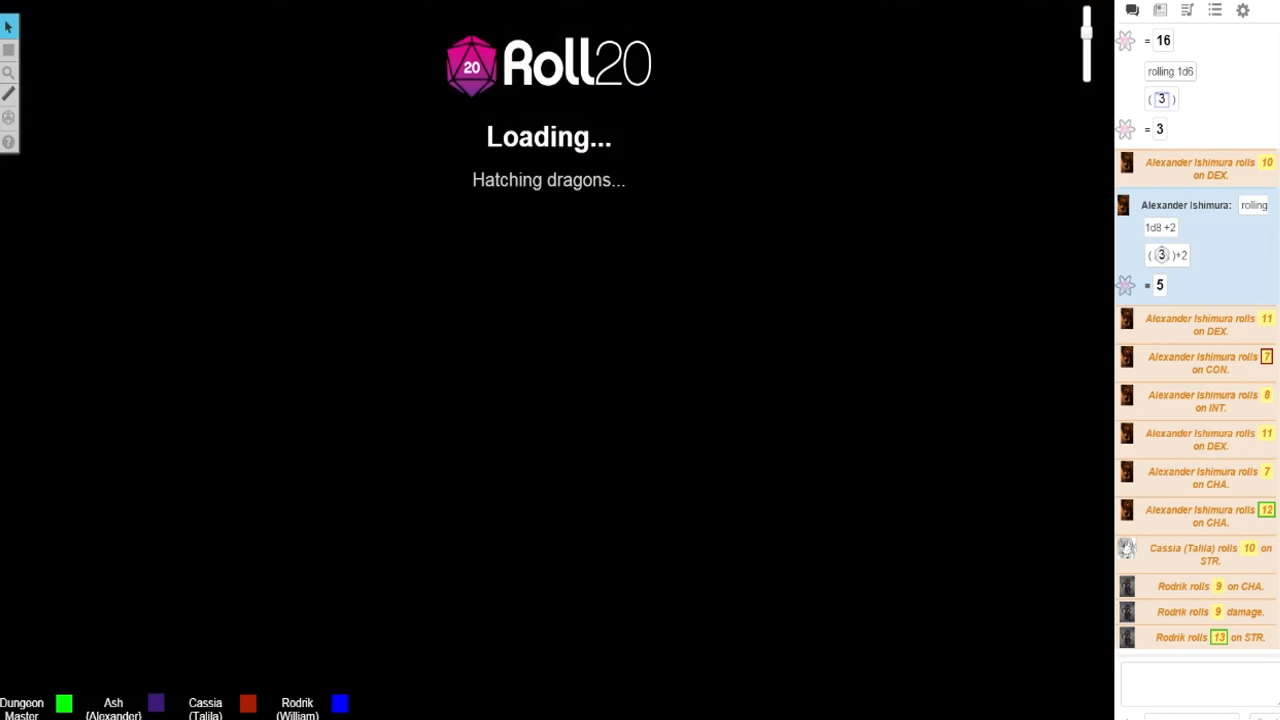 20 Roll20
Loading...
Hatching dragons...
= 16
rolling 1d6
( 3 )
= 3
Alexander Ishimura rolls 10
on DEX.
Alexander Ishimura: rolling
1d8 +2
( 3 )+2
= 5
Alexander Ishimura rolls 11
on DEX.
Alexander Ishimura rolls 7
on CON.
Alexander Ishimura rolls 8
on INT.
Alexander Ishimura rolls 11
on DEX.
Alexander Ishimura rolls 7
on CHA.
Alexander Ishimura rolls 12
on CHA.
Cassia (Talila) rolls 10 on
STR.
Rodrik rolls 9 on CHA.
Rodrik rolls 9 damage.
Rodrik rolls 13 on STR.
Dungeon
Master
Ash
(Alexander)
Cassia
(Talila)
Rodrik
(William)